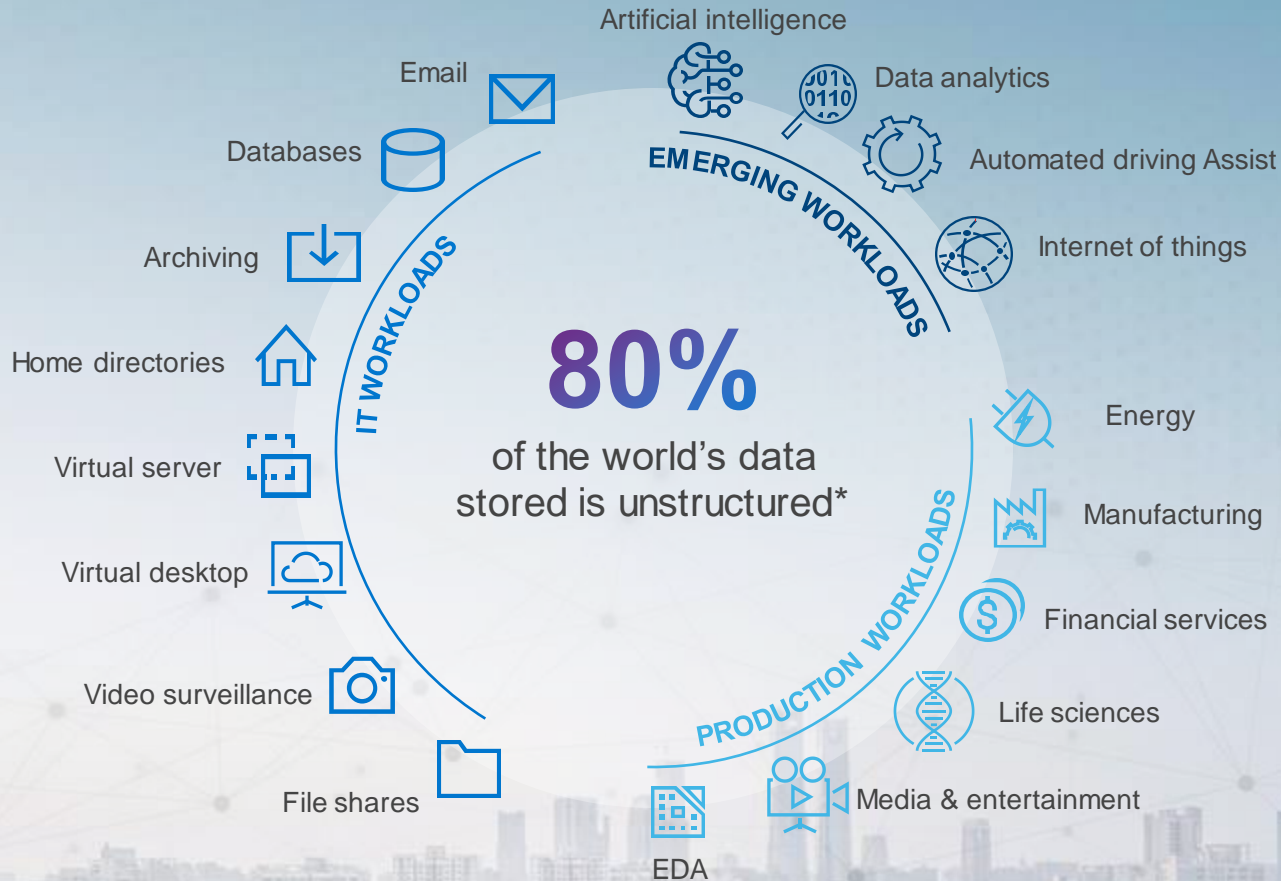 Artificial intelligence
Email
Data analytics
Databases
Automated driving Assist
Archiving
Internet of things
Home directories
Virtual server
Virtual desktop
Video surveillance
File shares
IT WORKLOADS
EMERGING WORKLOADS
80%
of the world's data
stored is unstructured*
PRODUCTION WORKLOADS
Energy
Manufacturing
Financial services
Life sciences
Media & entertainment
EDA
0110